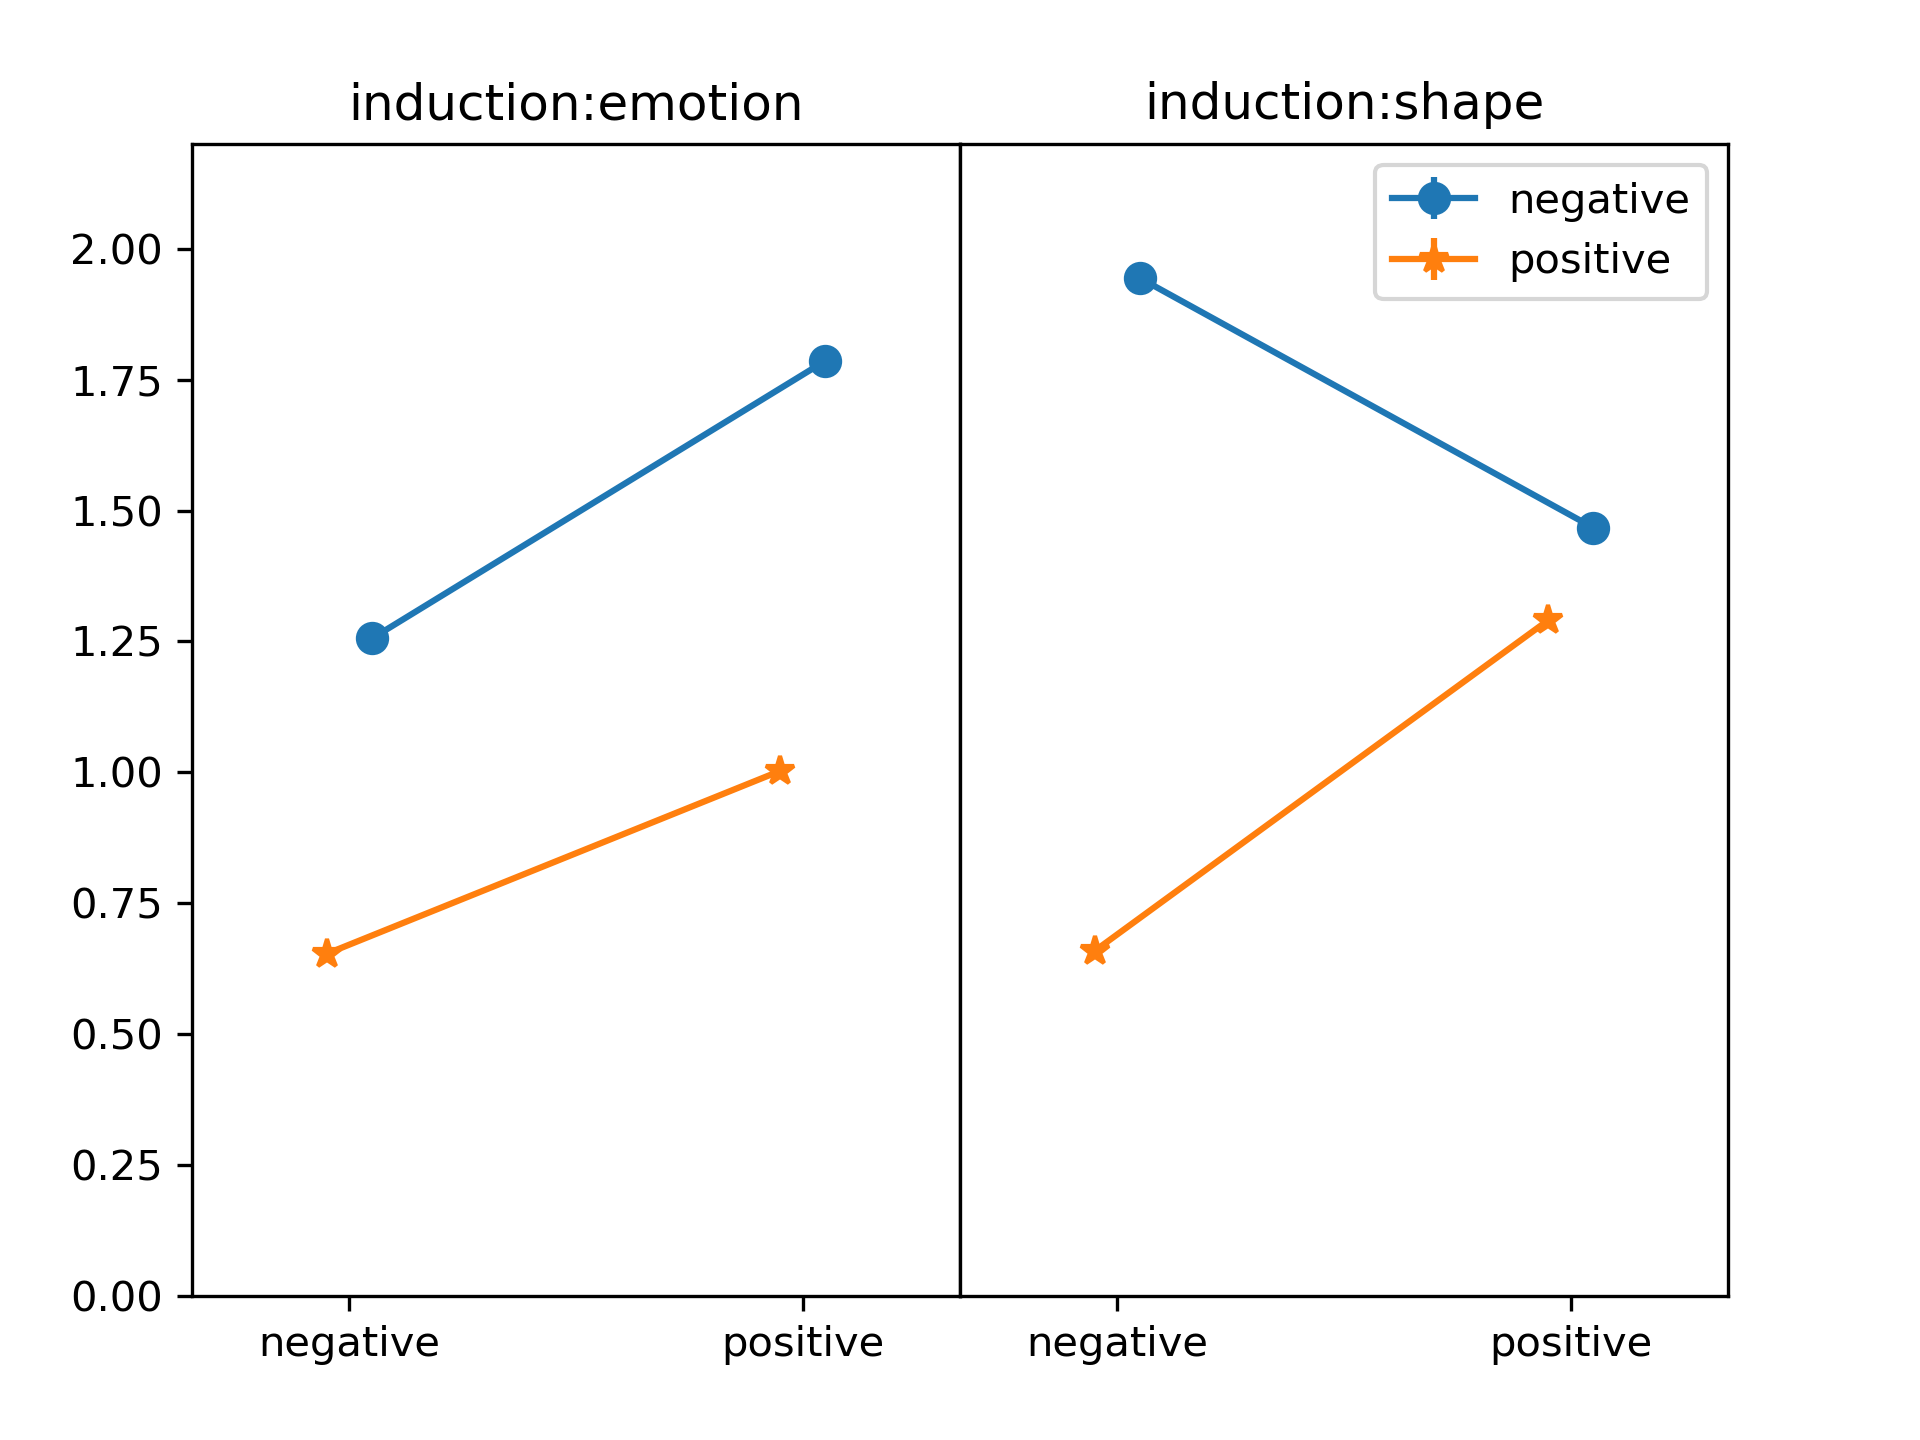 induction:emotion
induction:shape
negative
positive
2.00
1.75
1.50
1.25
1.00
0.75
0.50
0.25
0.00
negative
positive
negative
positive